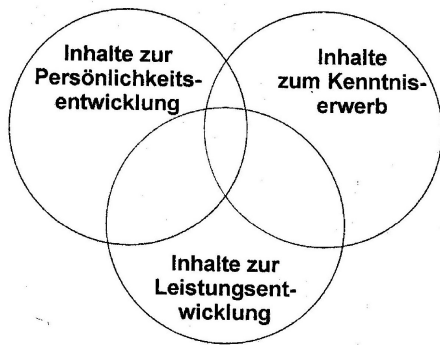 Inhalte zur
Persönlichkeits-
entwicklung
Inhalte
zum Kenntnis-
erwerb
Inhalte zur
Leistungsent-
wicklung